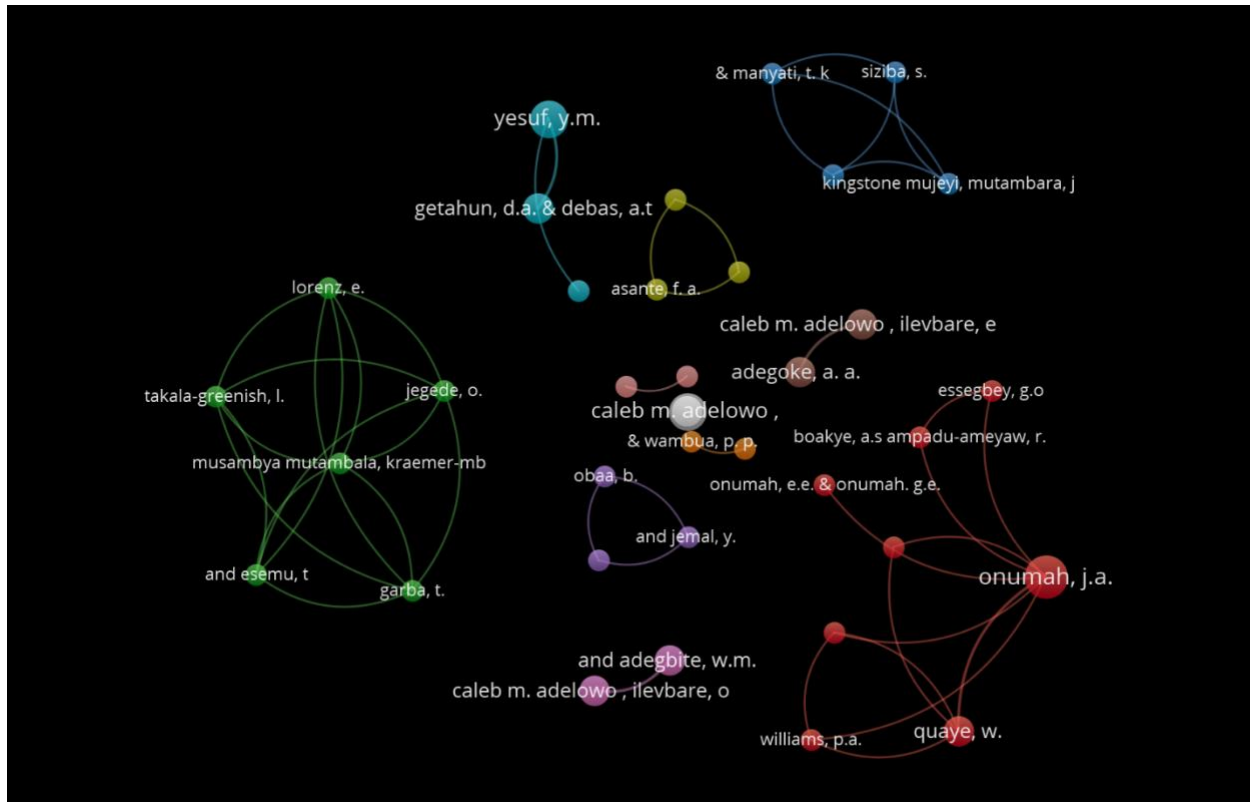 & manyati, t. k
siziba, s.
yesuf, y.m.
kingstone mujeyi, mutambara, j
getahun, d.a. & debas, a.t
lorenz, e.
asante, f. a.
caleb m. adelowo , ilevbare, e
adegoke, a. a.
takala-greenish, l.
jegede, o.
essegbey, g.o
caleb m. adelowo ,
& wambua, p. p.
boakye, a.s ampadu-ameyaw, r.
musambya mutambala, kraemer-mb
obaa, b.
onumah, e.e. & onumah. g.e.
and jemal, y.
and esemu, t
garba, t.
onumah, j.a.
and adegbite, w.m.
caleb m. adelowo , ilevbare, o
quaye, w.
williams, p.a.